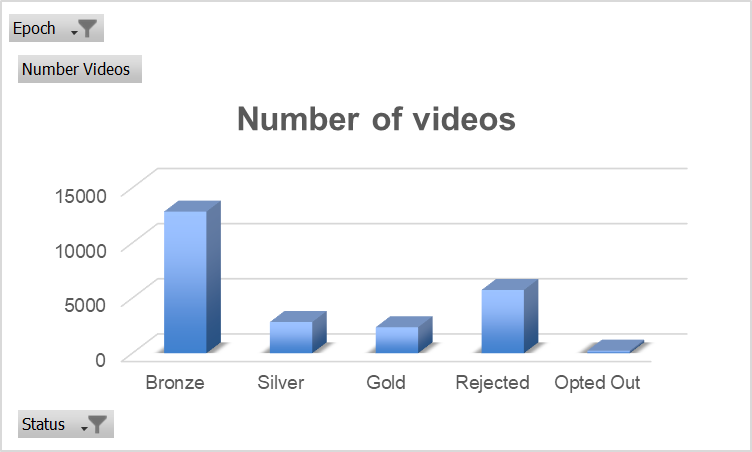 Epoch
Number Videos
Number of videos
15000
10000
5000
0
Bronze Silver Gold Rejected Opted Out
Status